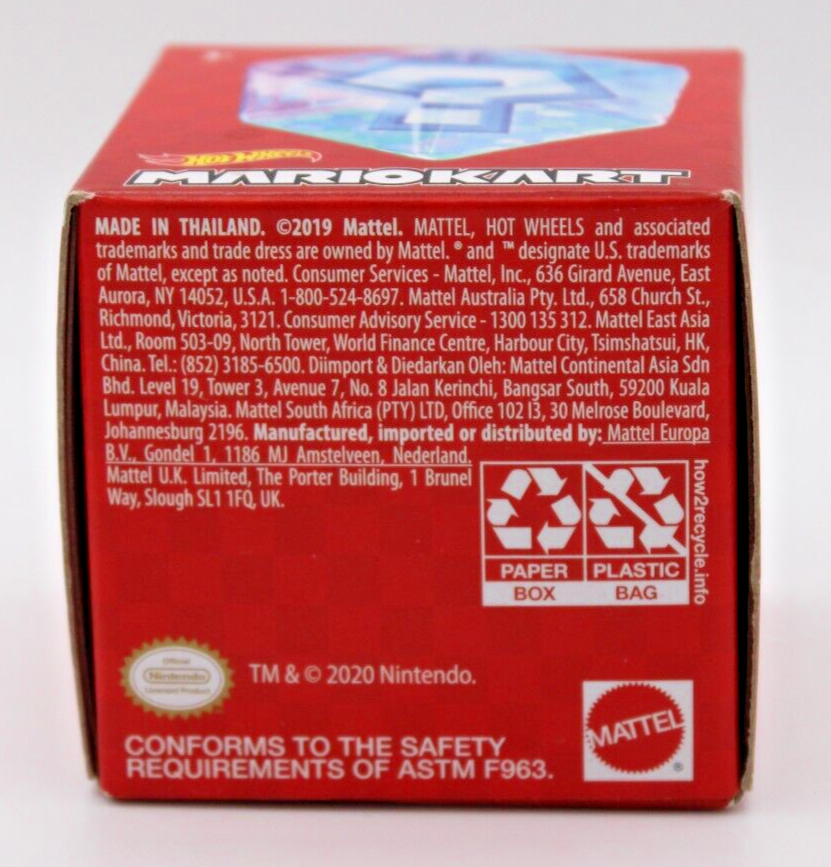 HOT WHEELS
MARIOKART
MADE IN THAILAND. ©2019 Mattel. MATTEL, HOT WHEELS and associated
trademarks and trade dress are owned by Mattel. ® and ™ designate U.S. trademarks
of Mattel, except as noted. Consumer Services - Mattel, Inc., 636 Girard Avenue, East
Aurora, NY 14052, U.S.A. 1-800-524-8697. Mattel Australia Pty. Ltd., 658 Church St.,
Richmond, Victoria, 3121. Consumer Advisory Service - 1300 135 312. Mattel East Asia
Ltd., Room 503-09, North Tower, World Finance Centre, Harbour City, Tsimshatsui, HK,
China. Tel.: (852) 3185-6500. Diimport & Diedarkan Oleh: Mattel Continental Asia Sdn
Bhd. Level 19, Tower 3, Avenue 7, No. 8 Jalan Kerinchi, Bangsar South, 59200 Kuala
Lumpur, Malaysia. Mattel South Africa (PTY) LTD, Office 102 I3, 30 Melrose Boulevard,
Johannesburg 2196. Manufactured, imported or distributed by: Mattel Europa
B.V., Gondel 1, 1186 MJ Amstelveen, Nederland.
Mattel U.K. Limited, The Porter Building, 1 Brunel
Way, Slough SL1 1FQ, UK.
PAPER PLASTIC
BOX BAG
how2recycle.info
Official
Nintendo
Licensed Product
TM & © 2020 Nintendo.
MATTEL
®
CONFORMS TO THE SAFETY
REQUIREMENTS OF ASTM F963.